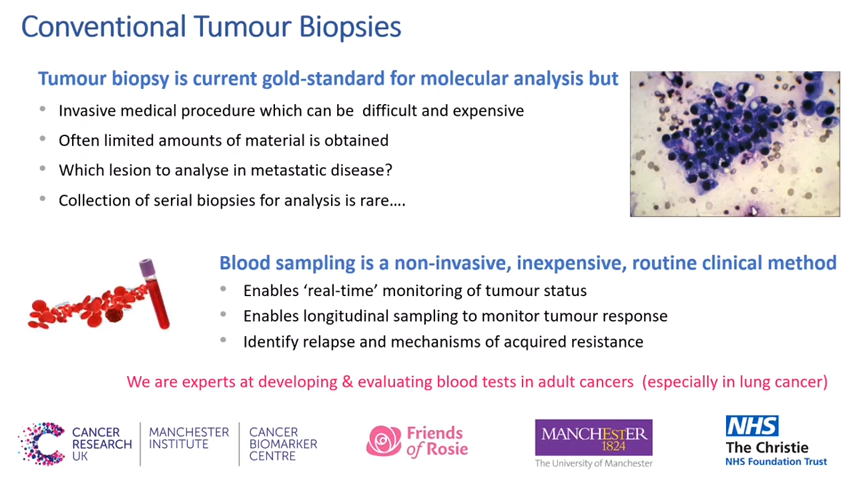 Conventional Tumour Biopsies
Tumour biopsy is current gold-standard for molecular analysis but
Invasive medical procedure which can be difficult and expensive
Often limited amounts of material is obtained
Which lesion to analyse in metastatic disease?
Collection of serial biopsies for analysis is rare….
Blood sampling is a non-invasive, inexpensive, routine clinical method
Enables ‘real-time’ monitoring of tumour status
Enables longitudinal sampling to monitor tumour response
Identify relapse and mechanisms of acquired resistance
We are experts at developing & evaluating blood tests in adult cancers (especially in lung cancer)
CANCER
RESEARCH
UK
MANCHESTER
INSTITUTE
CANCER
BIOMARKER
CENTRE
Friends
of Rosie
MANCHESTER
1824
The University of Manchester
NHS
The Christie
NHS Foundation Trust